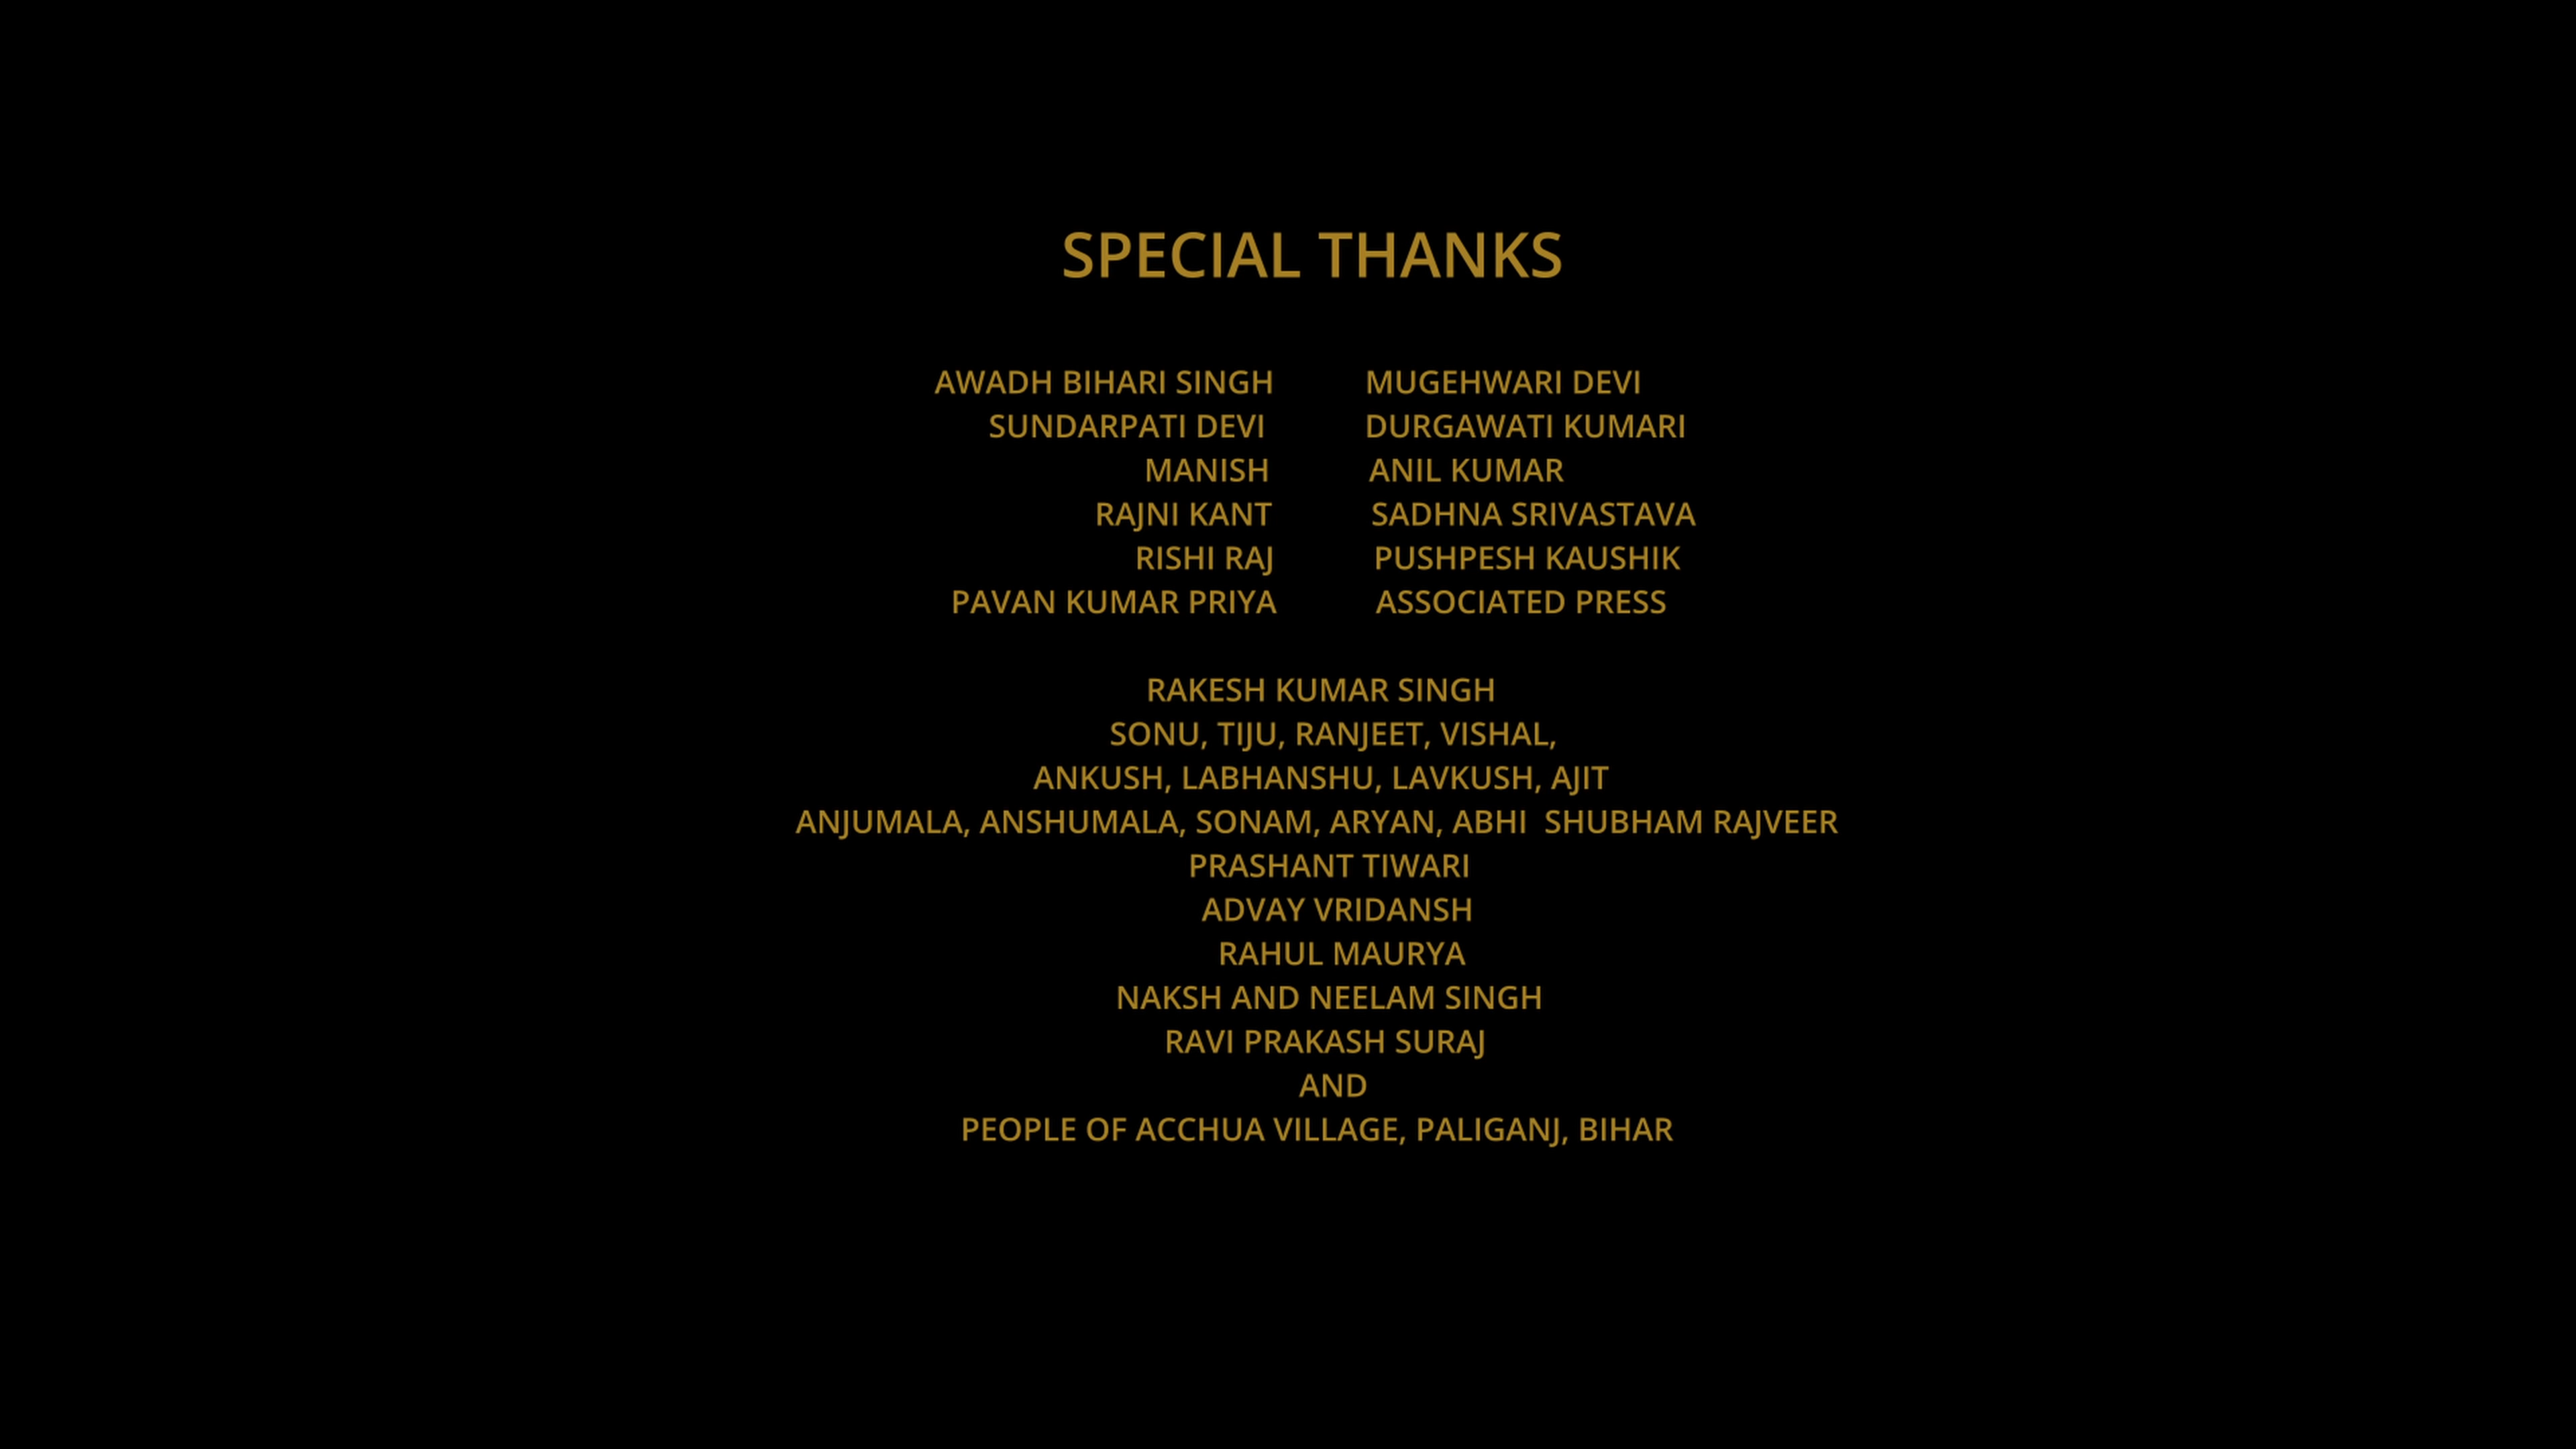 SPECIAL THANKS
AWADH BIHARI SINGH MUGEHWARI DEVI
SUNDARPATI DEVI DURGAWATI KUMARI
MANISH ANIL KUMAR
RAJNI KANT SADHNA SRIVASTAVA
RISHI RAJ PUSHPESH KAUSHIK
PAVAN KUMAR PRIYA ASSOCIATED PRESS
RAKESH KUMAR SINGH
SONU, TIJU, RANJEET, VISHAL,
ANKUSH, LABHANSHU, LAVKUSH, AJIT
ANJUMALA, ANSHUMALA, SONAM, ARYAN, ABHI SHUBHAM RAJVEER
PRASHANT TIWARI
ADVAY VRIDANSH
RAHUL MAURYA
NAKSH AND NEELAM SINGH
RAVI PRAKASH SURAJ
AND
PEOPLE OF ACCHUA VILLAGE, PALIGANJ, BIHAR